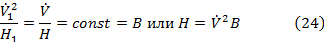 V̇₁²/H₁ = V̇/H = const = B или H = V̇²B (24)